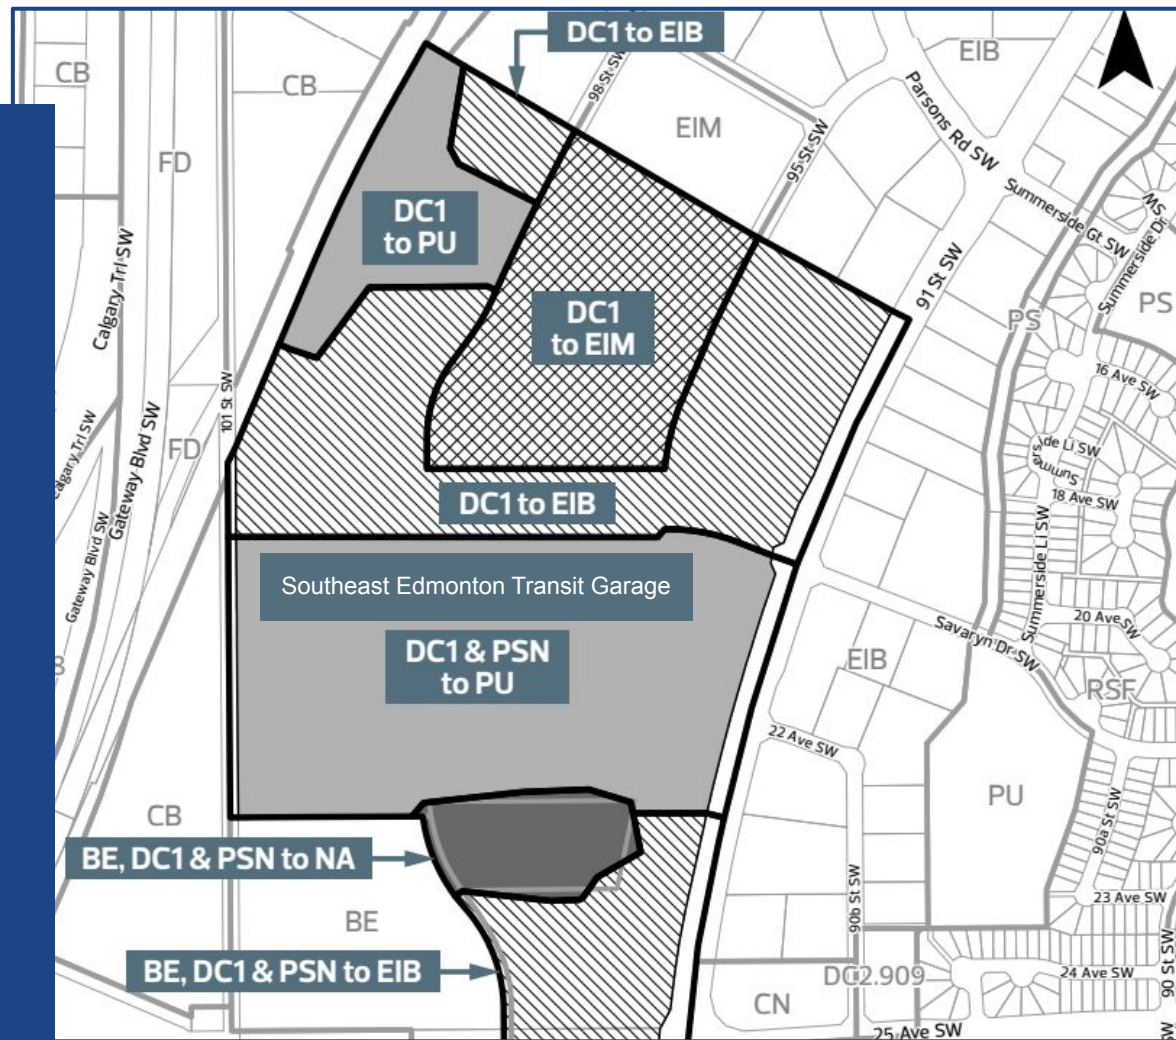 DC1 to EIB
CB
CB
EIB
FD
EIM
98 St SW
95 St SW
Parsons Rd SW
Summerside Gt SW
Summerside Dr SW
DC1
to PU
91 St SW
Calgary Trl SW
PS
PS
DC1
to EIM
16 Ave SW
101 St SW
Gateway Blvd SW
FD
Calgary Trl SW
Summerside Li SW
18 Ave SW
DC1 to EIB
Gateway Blvd SW
Summerside Li SW
Southeast Edmonton Transit Garage
20 Ave SW
Savaryn Dr SW
DC1 & PSN
to PU
EIB
RSF
22 Ave SW
PU
CB
90a St SW
BE, DC1 & PSN to NA
23 Ave SW
90b St SW
BE
BE, DC1 & PSN to EIB
DC2.909
24 Ave SW
90 St SW
CN
25 Ave SW